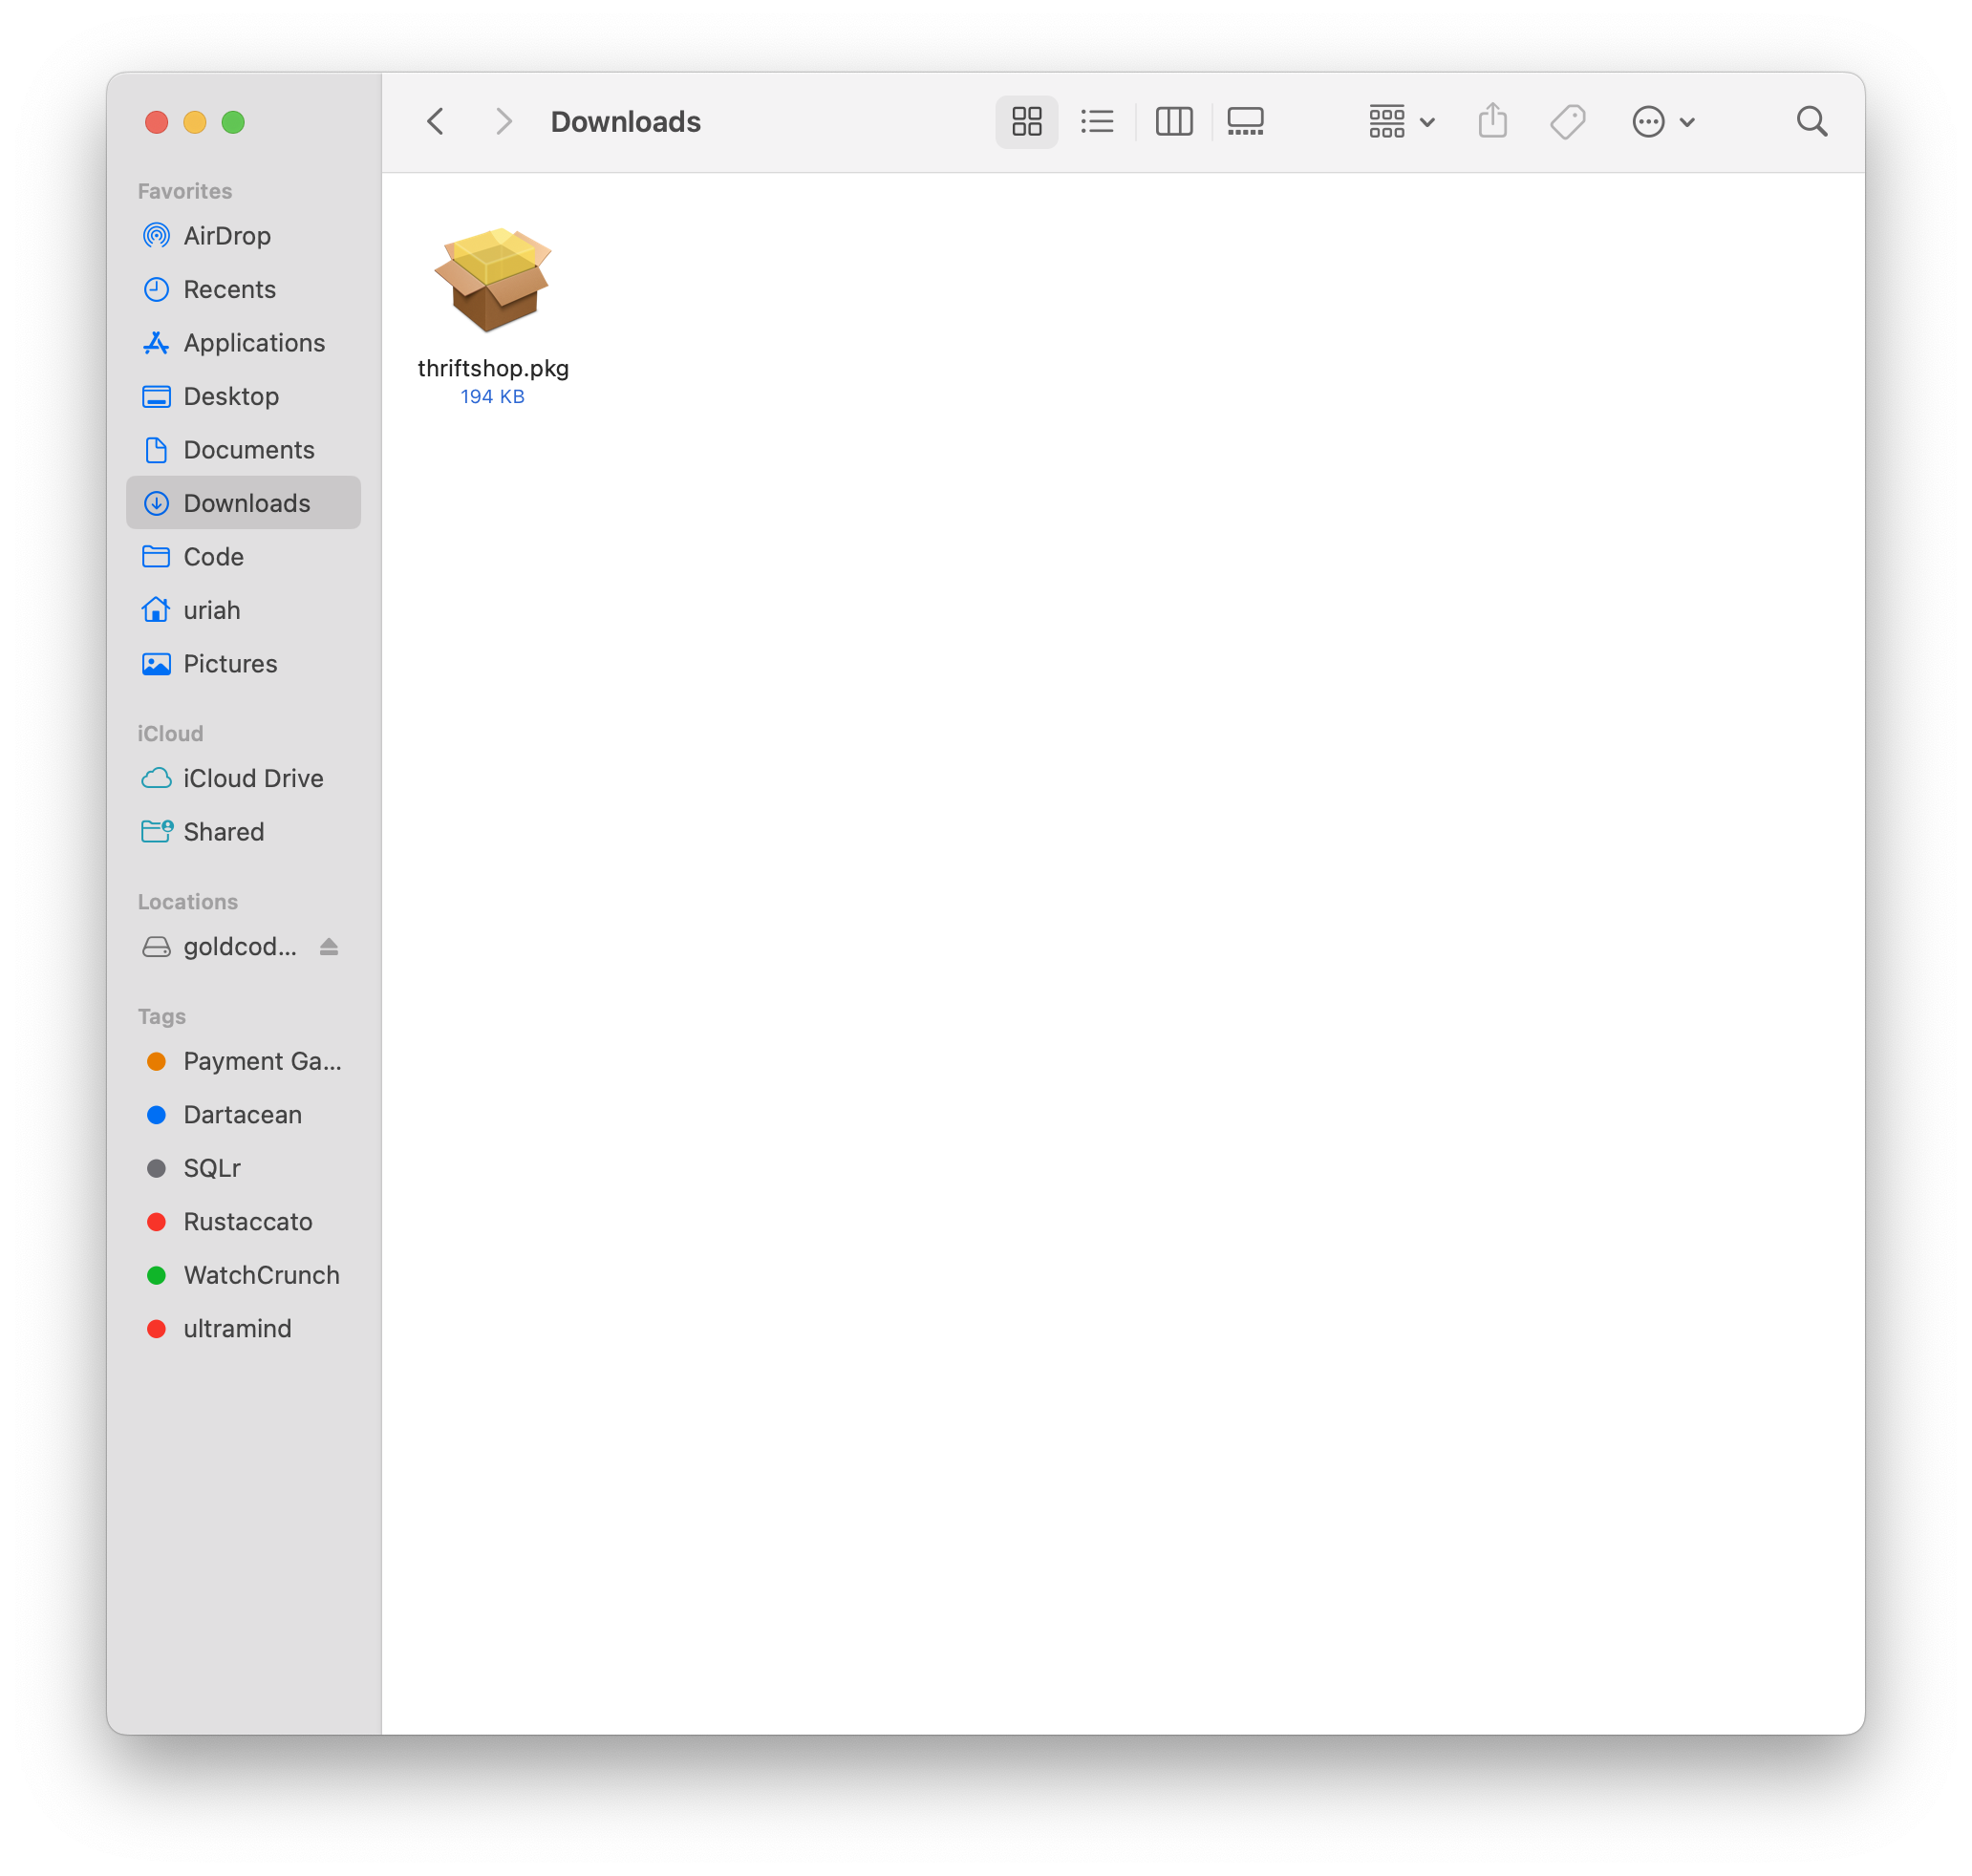 Downloads
Favorites
AirDrop
Recents
Applications
Desktop
Documents
Downloads
Code
uriah
Pictures
iCloud
iCloud Drive
Shared
Locations
goldcod...
Tags
Payment Ga...
Dartacean
SQLr
Rustaccato
WatchCrunch
ultramind
thriftshop.pkg
194 KB